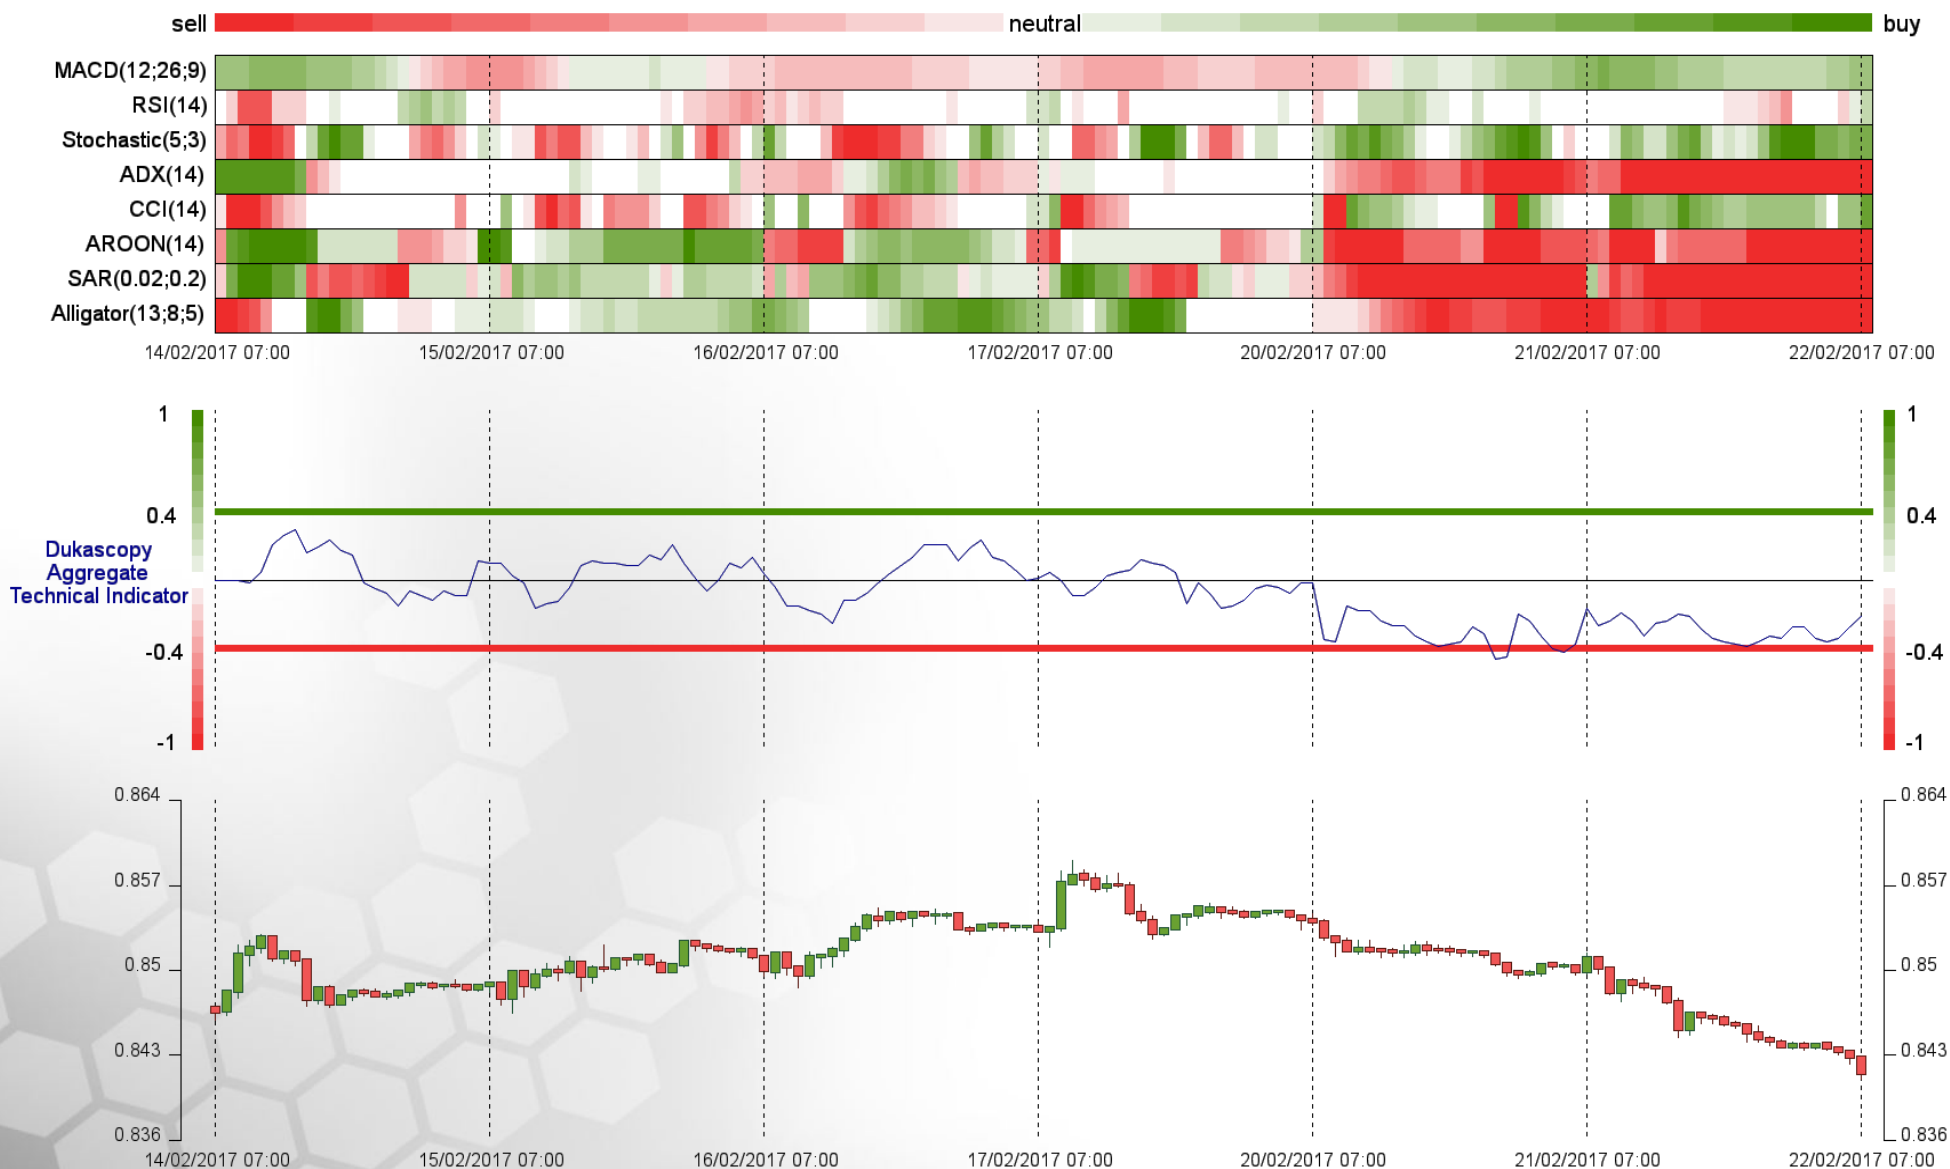 sell neutral buy
MACD(12;26;9)
RSI(14)
Stochastic(5;3)
ADX(14)
CCI(14)
AROON(14)
SAR(0.02;0.2)
Alligator(13;8;5)
14/02/2017 07:00 15/02/2017 07:00 16/02/2017 07:00 17/02/2017 07:00 20/02/2017 07:00 21/02/2017 07:00 22/02/2017 07:00
1 1
0.4 0.4
Dukascopy
Aggregate
Technical Indicator
-0.4 -0.4
-1 -1
0.864 0.864
0.857 0.857
0.85 0.85
0.843 0.843
0.836 0.836
14/02/2017 07:00 15/02/2017 07:00 16/02/2017 07:00 17/02/2017 07:00 20/02/2017 07:00 21/02/2017 07:00 22/02/2017 07:00